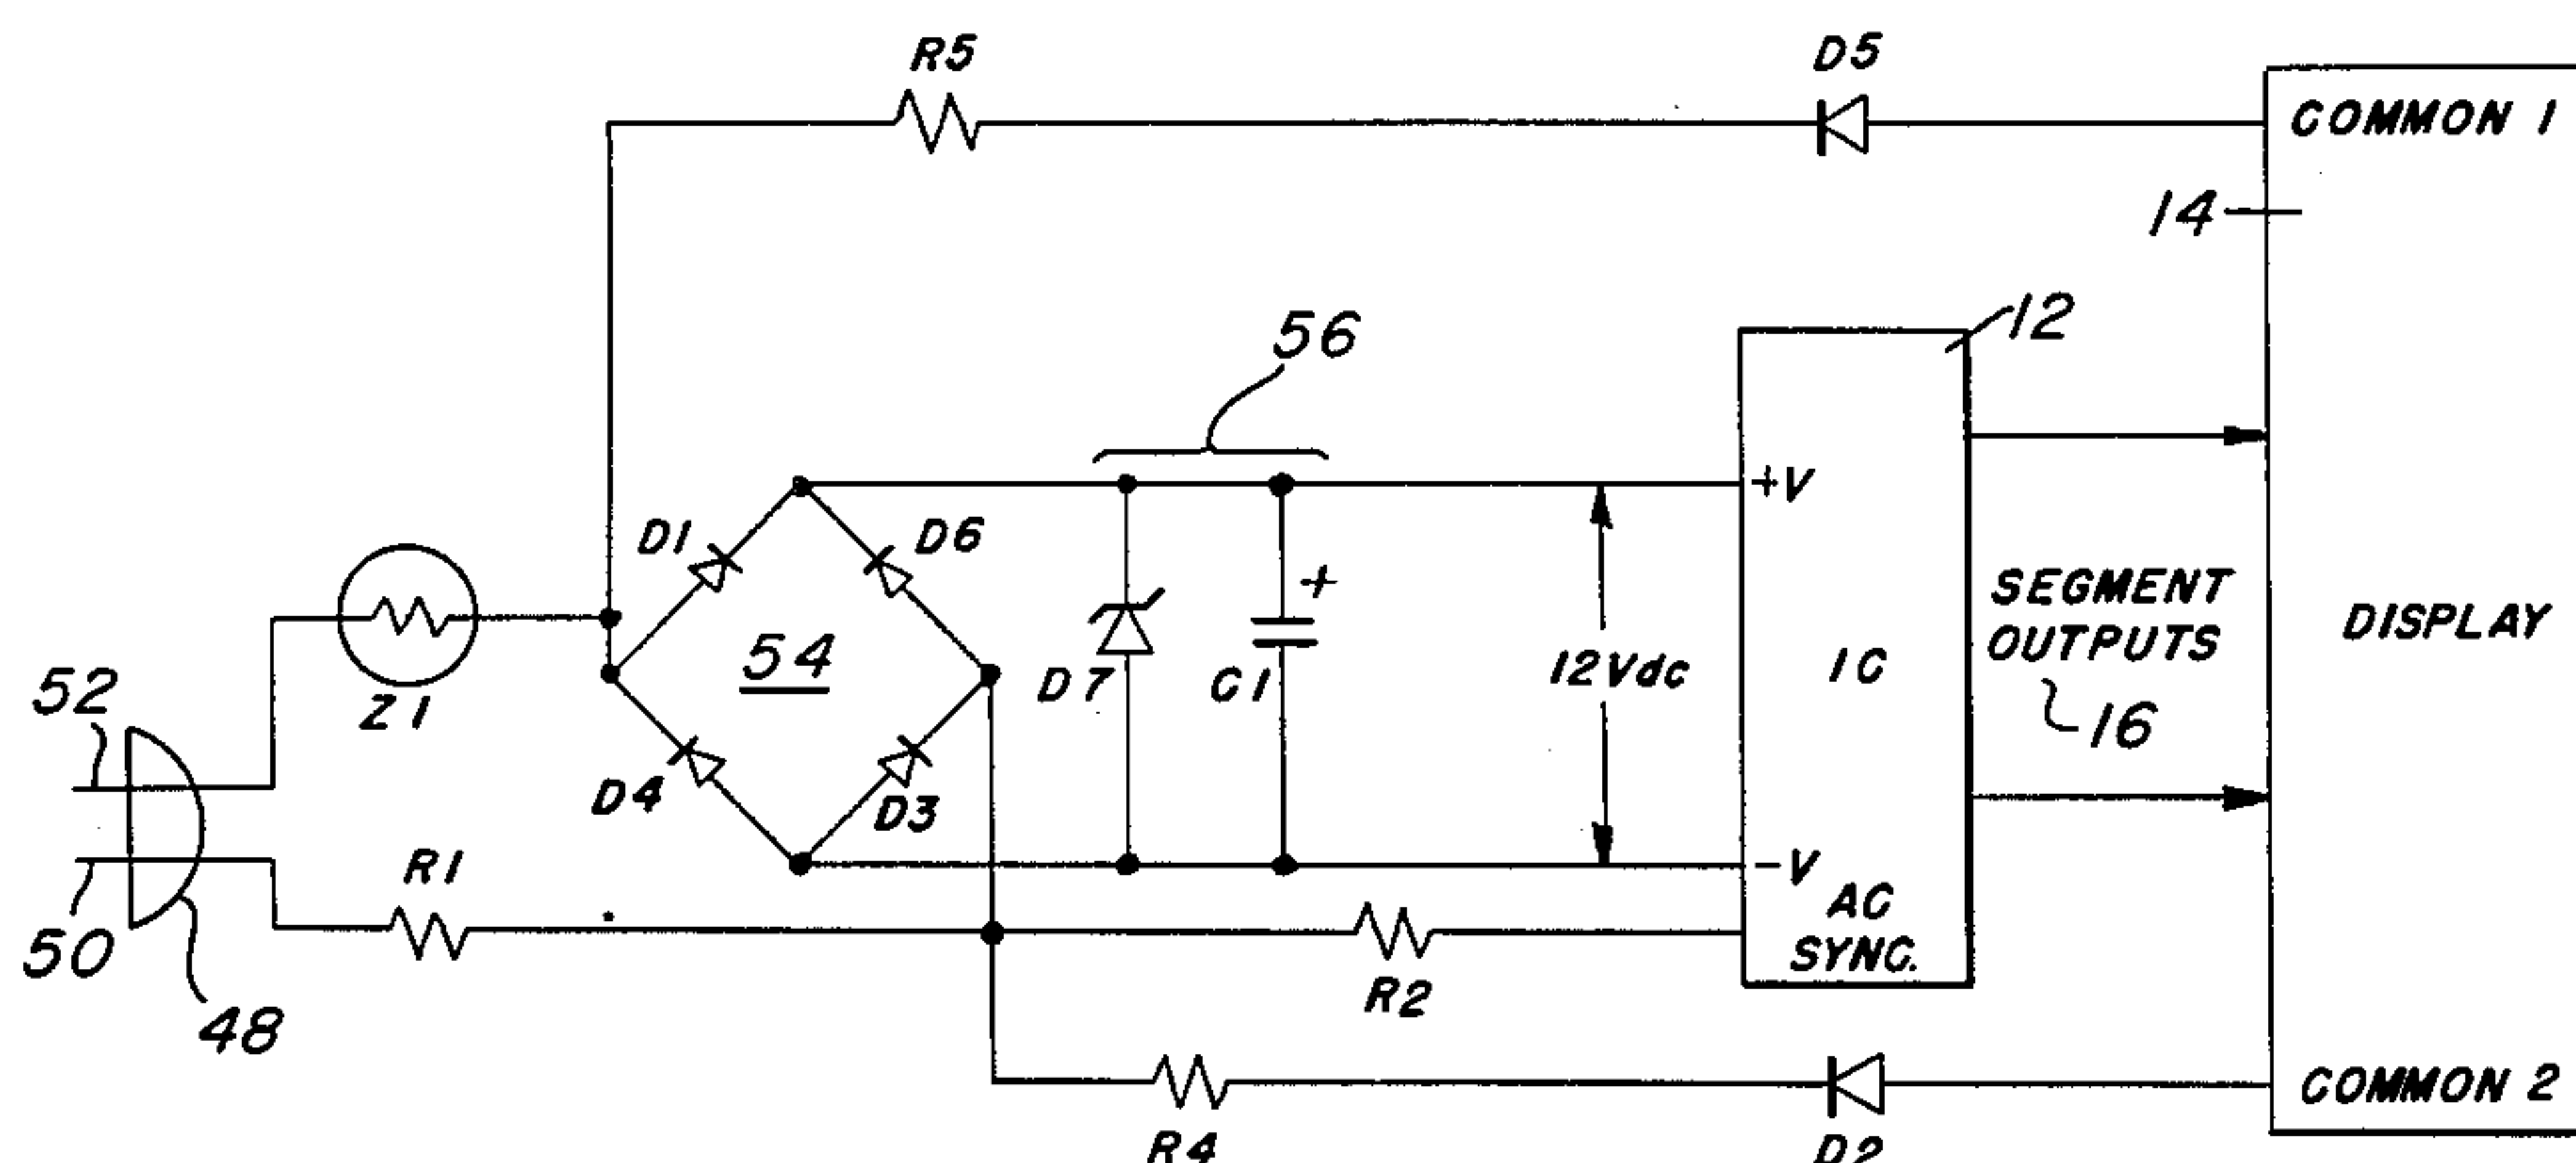 R5
D5
COMMON 1
14
56
12
+V
D1
D6
SEGMENT
OUTPUTS
16
54
D7
C1
+
12Vdc
IC
DISPLAY
52
Z1
D4
D3
-V
AC
SYNC.
R1
50
48
R2
COMMON 2
R4
D2